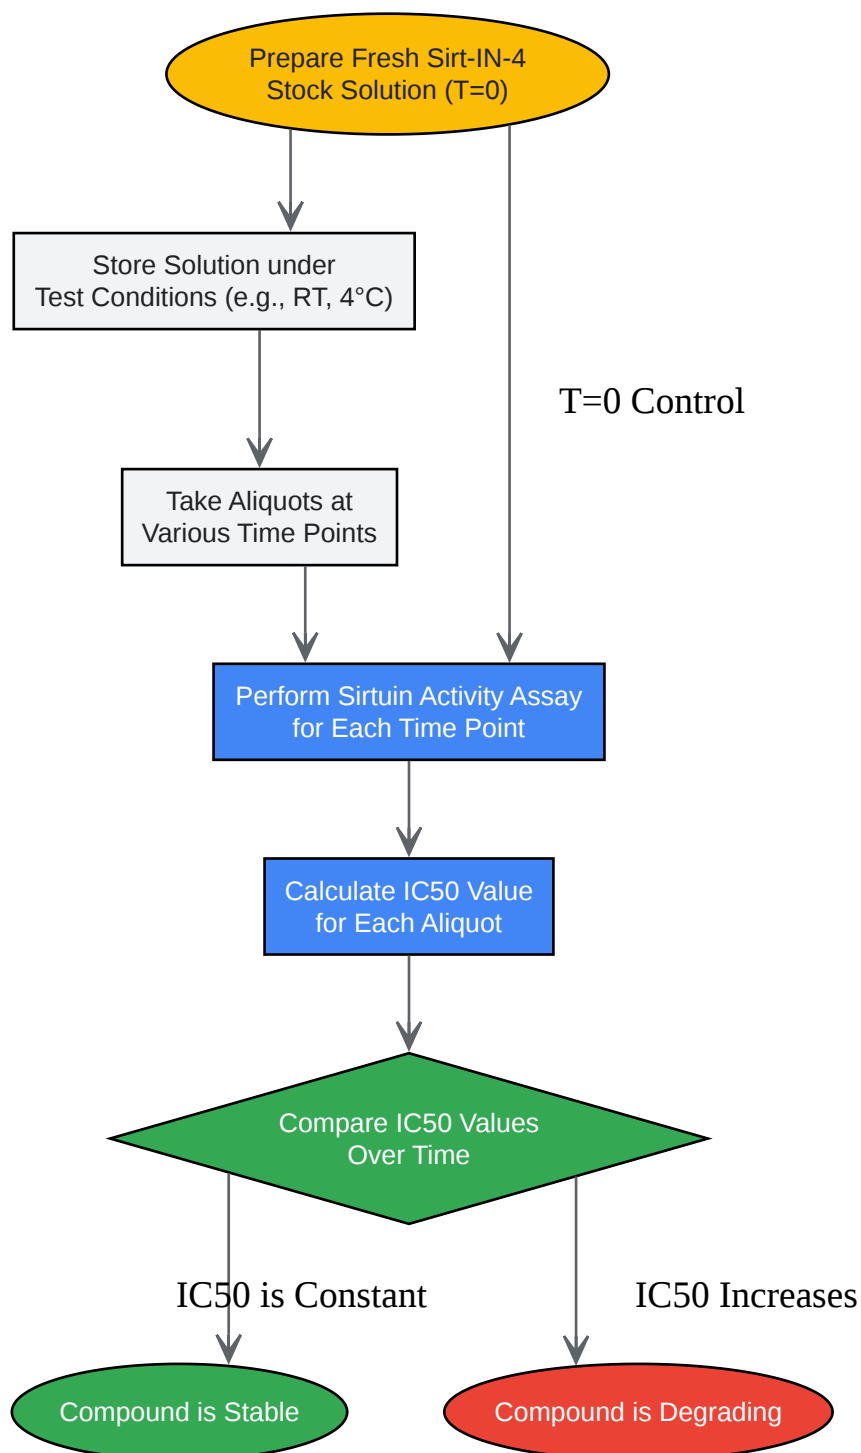 Prepare Fresh Sirt-IN-4
Stock Solution (T=0)
Store Solution under
Test Conditions (e.g., RT, 4°C)
T=0 Control
Take Aliquots at
Various Time Points
Perform Sirtuin Activity Assay
for Each Time Point
Calculate IC50 Value
for Each Aliquot
Compare IC50 Values
Over Time
IC50 is Constant
IC50 Increases
Compound is Stable
Compound is Degrading